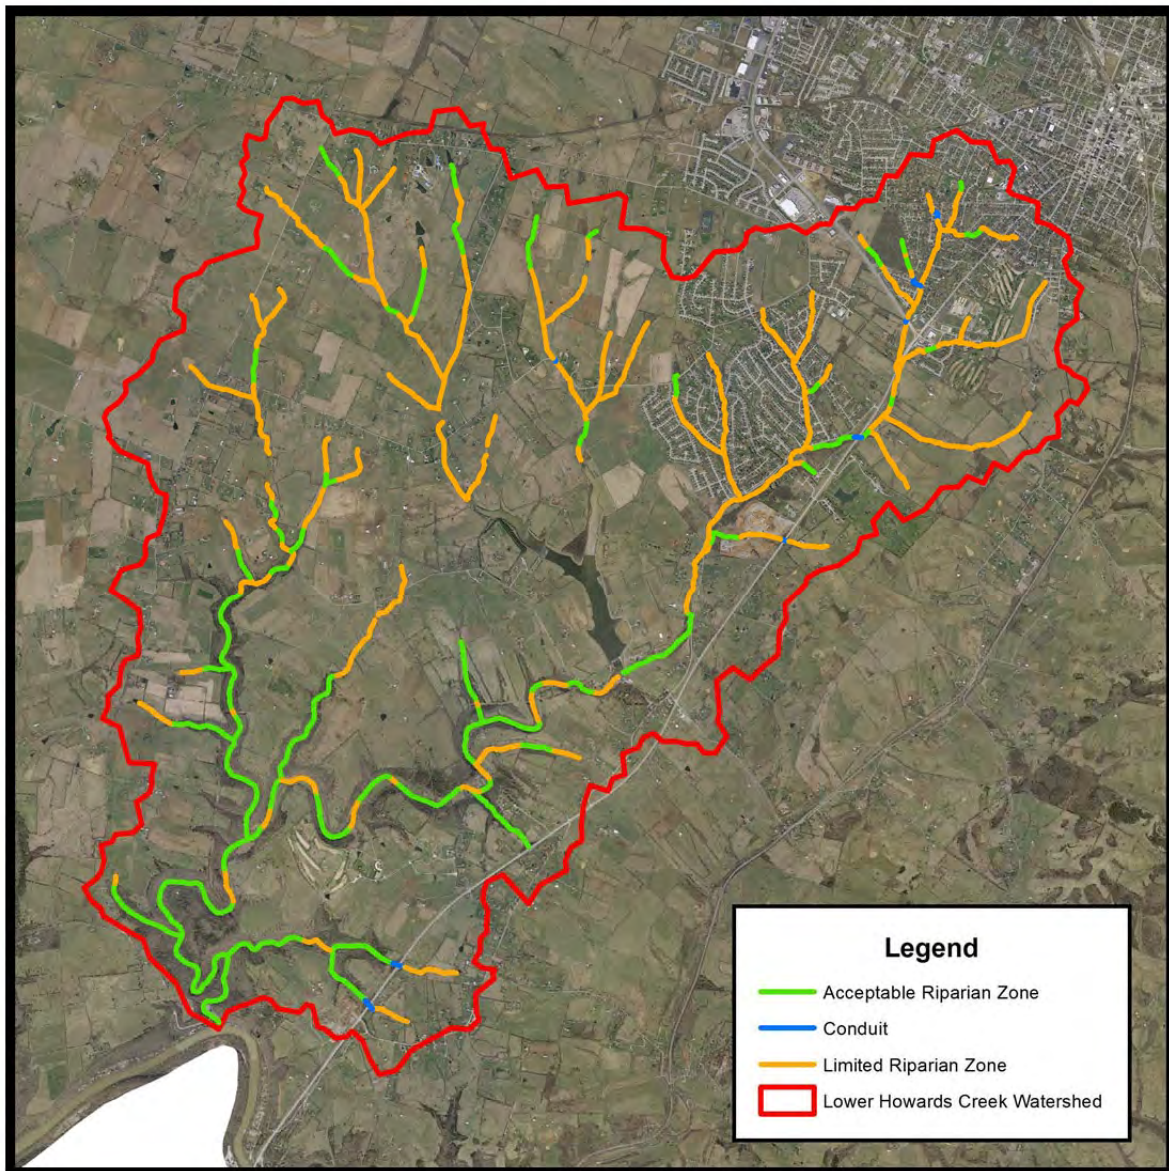 Legend
Acceptable Riparian Zone
Conduit
Limited Riparian Zone
Lower Howards Creek Watershed